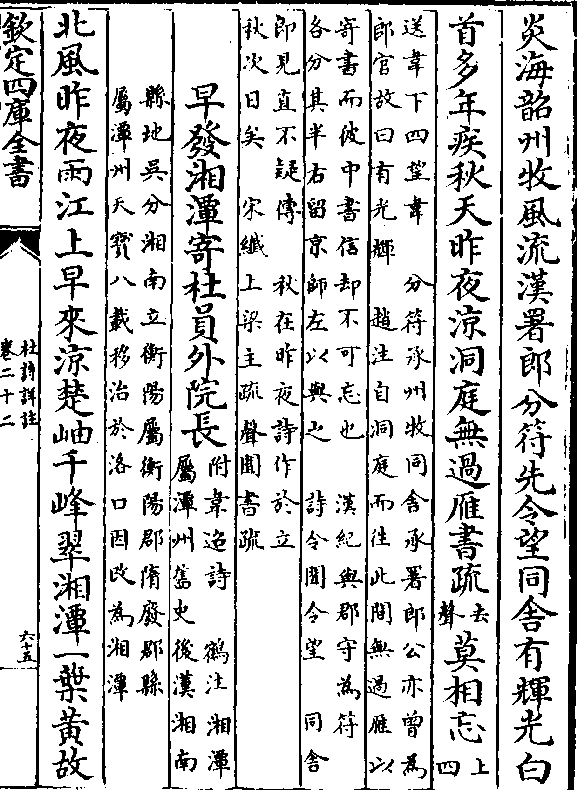 炎海韶州牧風流漢署郎分符先令望同舍有輝光白
首多年疾秋天昨夜涼洞庭無過雁書疏去聲莫相忘上四
送韋下四望韋　分符承州牧同舍承署郎公亦曾為
郎官故曰有光輝　趙注自洞庭而往此間無過雁以
寄書而彼中書信却不可忘也　漢紀與郡守為符
各分其半右留京師左以與之　詩令聞令望　同舍
即見直不疑傳　秋在昨夜詩作於立
秋次日矣　宋纖上梁主疏聲聞書疏
早發湘潭寄杜員外院長
附韋迢詩　鶴注湘潭
屬潭州舊史後漢湘南
縣地吳分湘南立衡陽屬衡陽郡隋廢郡縣
屬潭州天寶八載移治於洛口因改為湘潭
北風昨夜雨江上早來涼楚岫千峰翠湘潭一葉黃故
欽定四庫全書
杜詩詳註
卷二十二
六十五